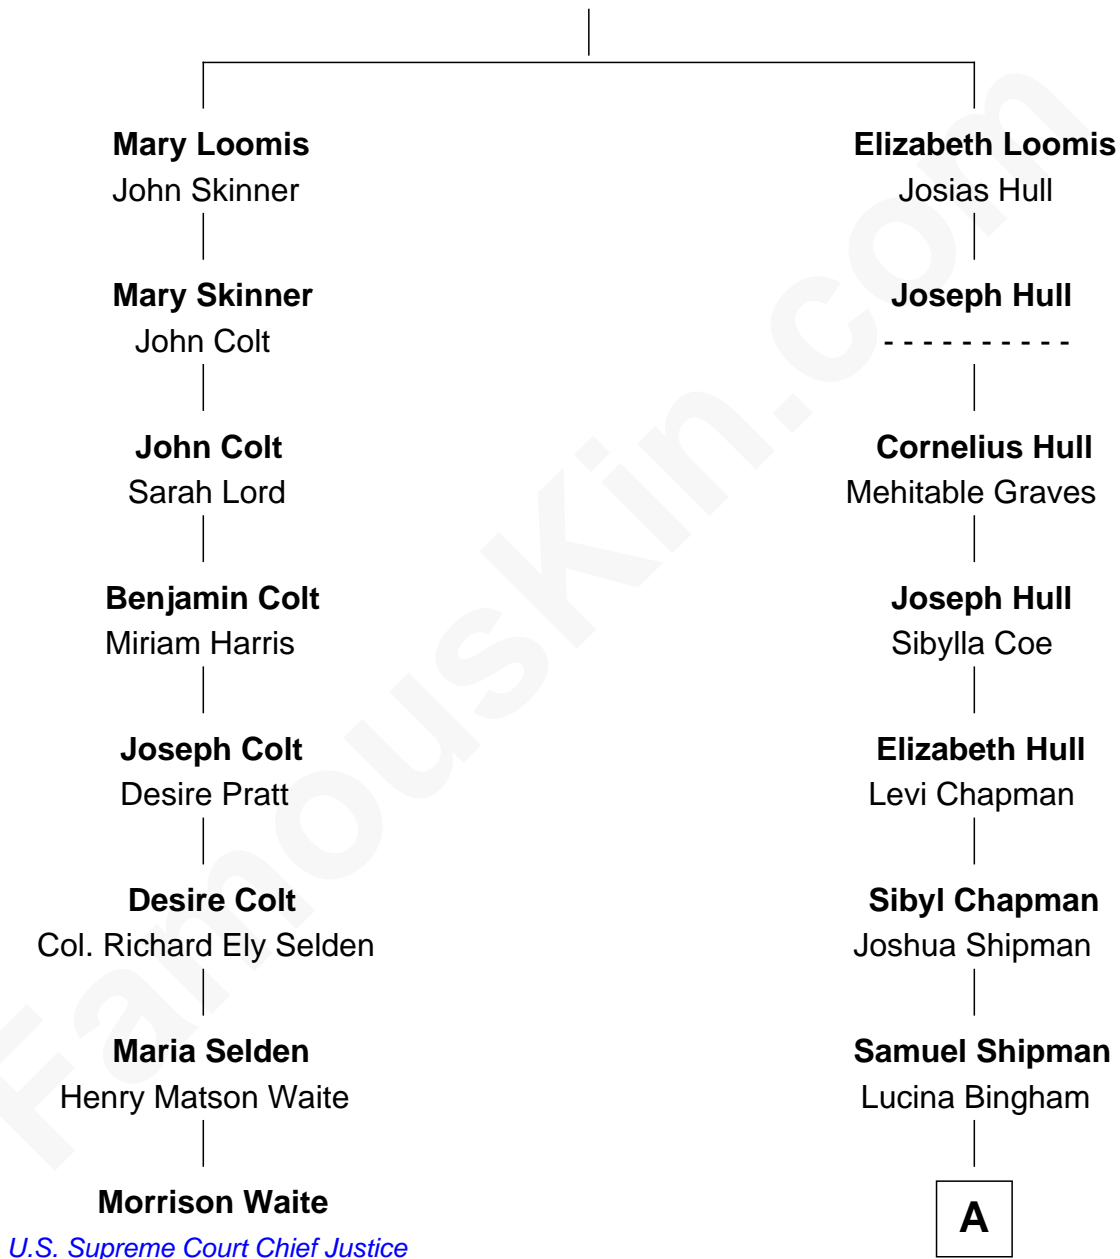 Mary Loomis
John Skinner
Mary Skinner
John Colt
John Colt
Sarah Lord
Benjamin Colt
Miriam Harris
Joseph Colt
Desire Pratt
Desire Colt
Col. Richard Ely Selden
Maria Selden
Henry Matson Waite
Morrison Waite
U.S. Supreme Court Chief Justice
Elizabeth Loomis
Josias Hull
Joseph Hull
- - - - - - - - - -
Cornelius Hull
Mehitable Graves
Joseph Hull
Sibylla Coe
Elizabeth Hull
Levi Chapman
Sibyl Chapman
Joshua Shipman
Samuel Shipman
Lucina Bingham
A
FamousKin.com